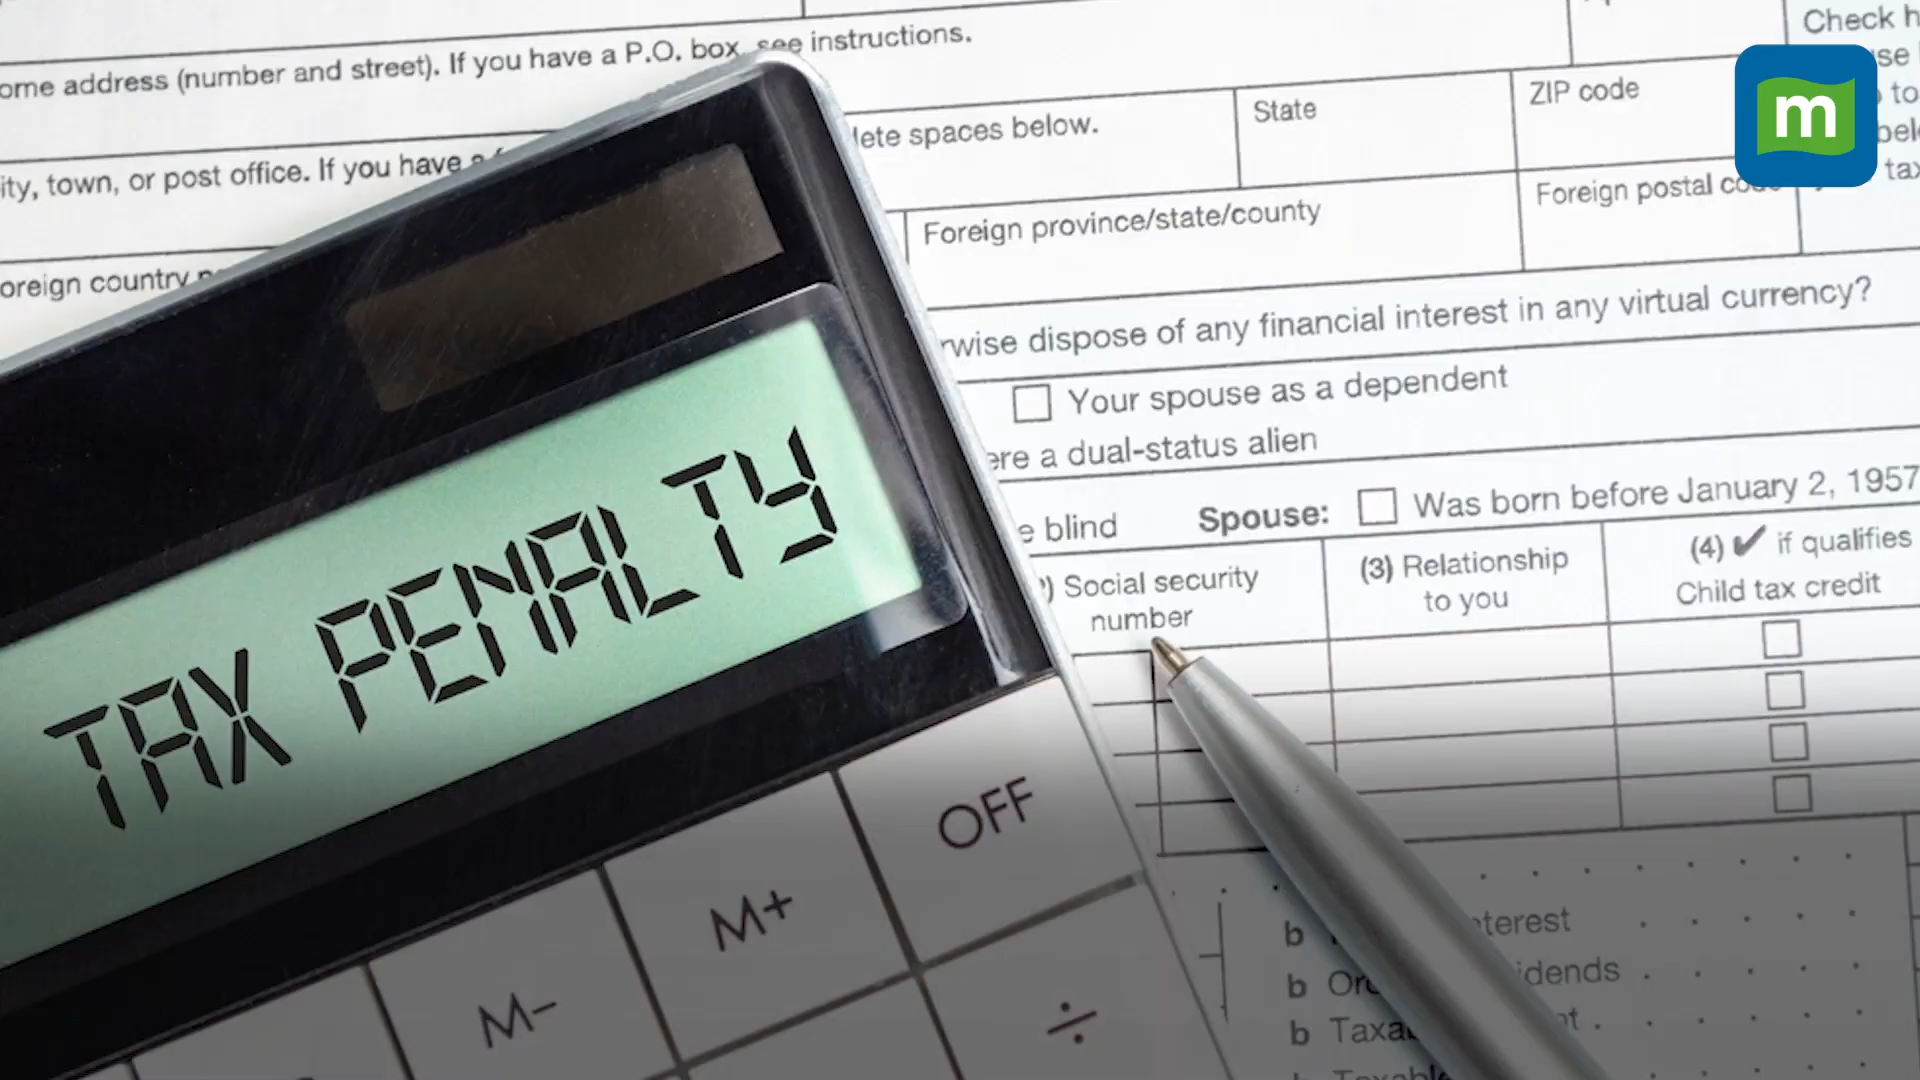 ome address (number and street). If you have a P.O. box, see instructions.
Check h
ity, town, or post office. If you have a
lete spaces below.
State
ZIP code
Foreign province/state/county
Foreign postal code
oreign country
rwise dispose of any financial interest in any virtual currency?
Your spouse as a dependent
ere a dual-status alien
e blind
Spouse:
Was born before January 2, 1957
Social security
number
(3) Relationship
to you
(4) ✔ if qualifies
Child tax credit
m
TAX PENALTY
OFF
M+
M-
÷
b
terest
b Or
idends
b Taxa